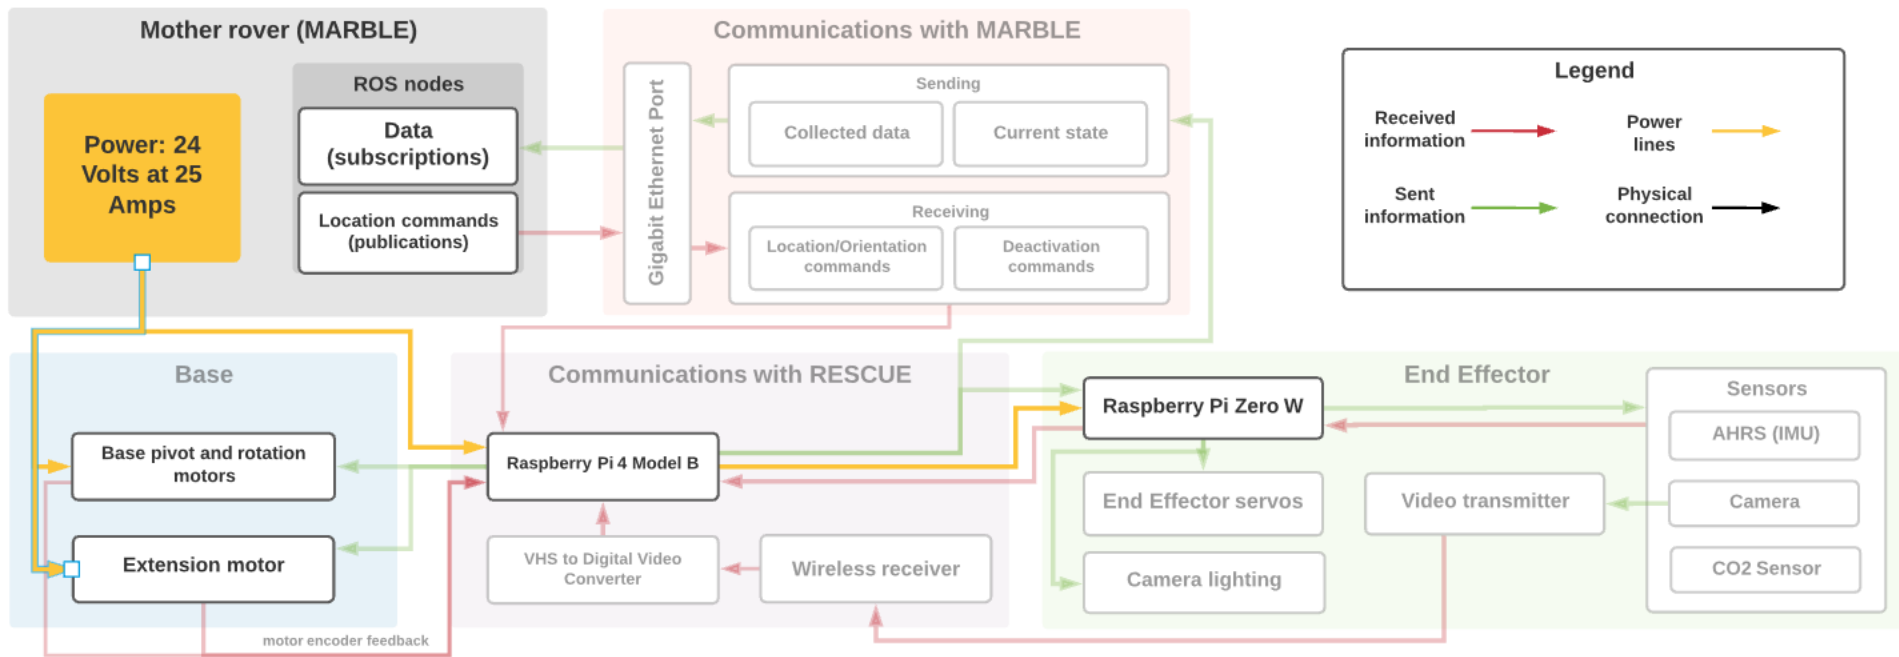 Mother rover (MARBLE)
Power: 24
Volts at 25
Amps
ROS nodes
Data
(subscriptions)
Location commands
(publications)
Communications with MARBLE
Gigabit Ethernet Port
Sending
Collected data
Current state
Receiving
Location/Orientation
commands
Deactivation
commands
Legend
Received
information
Power
lines
Sent
information
Physical
connection
Base
Base pivot and rotation
motors
Extension motor
motor encoder feedback
Communications with RESCUE
Raspberry Pi 4 Model B
VHS to Digital Video
Converter
Wireless receiver
End Effector
Raspberry Pi Zero W
End Effector servos
Camera lighting
Video transmitter
Sensors
AHRS (IMU)
Camera
CO2 Sensor